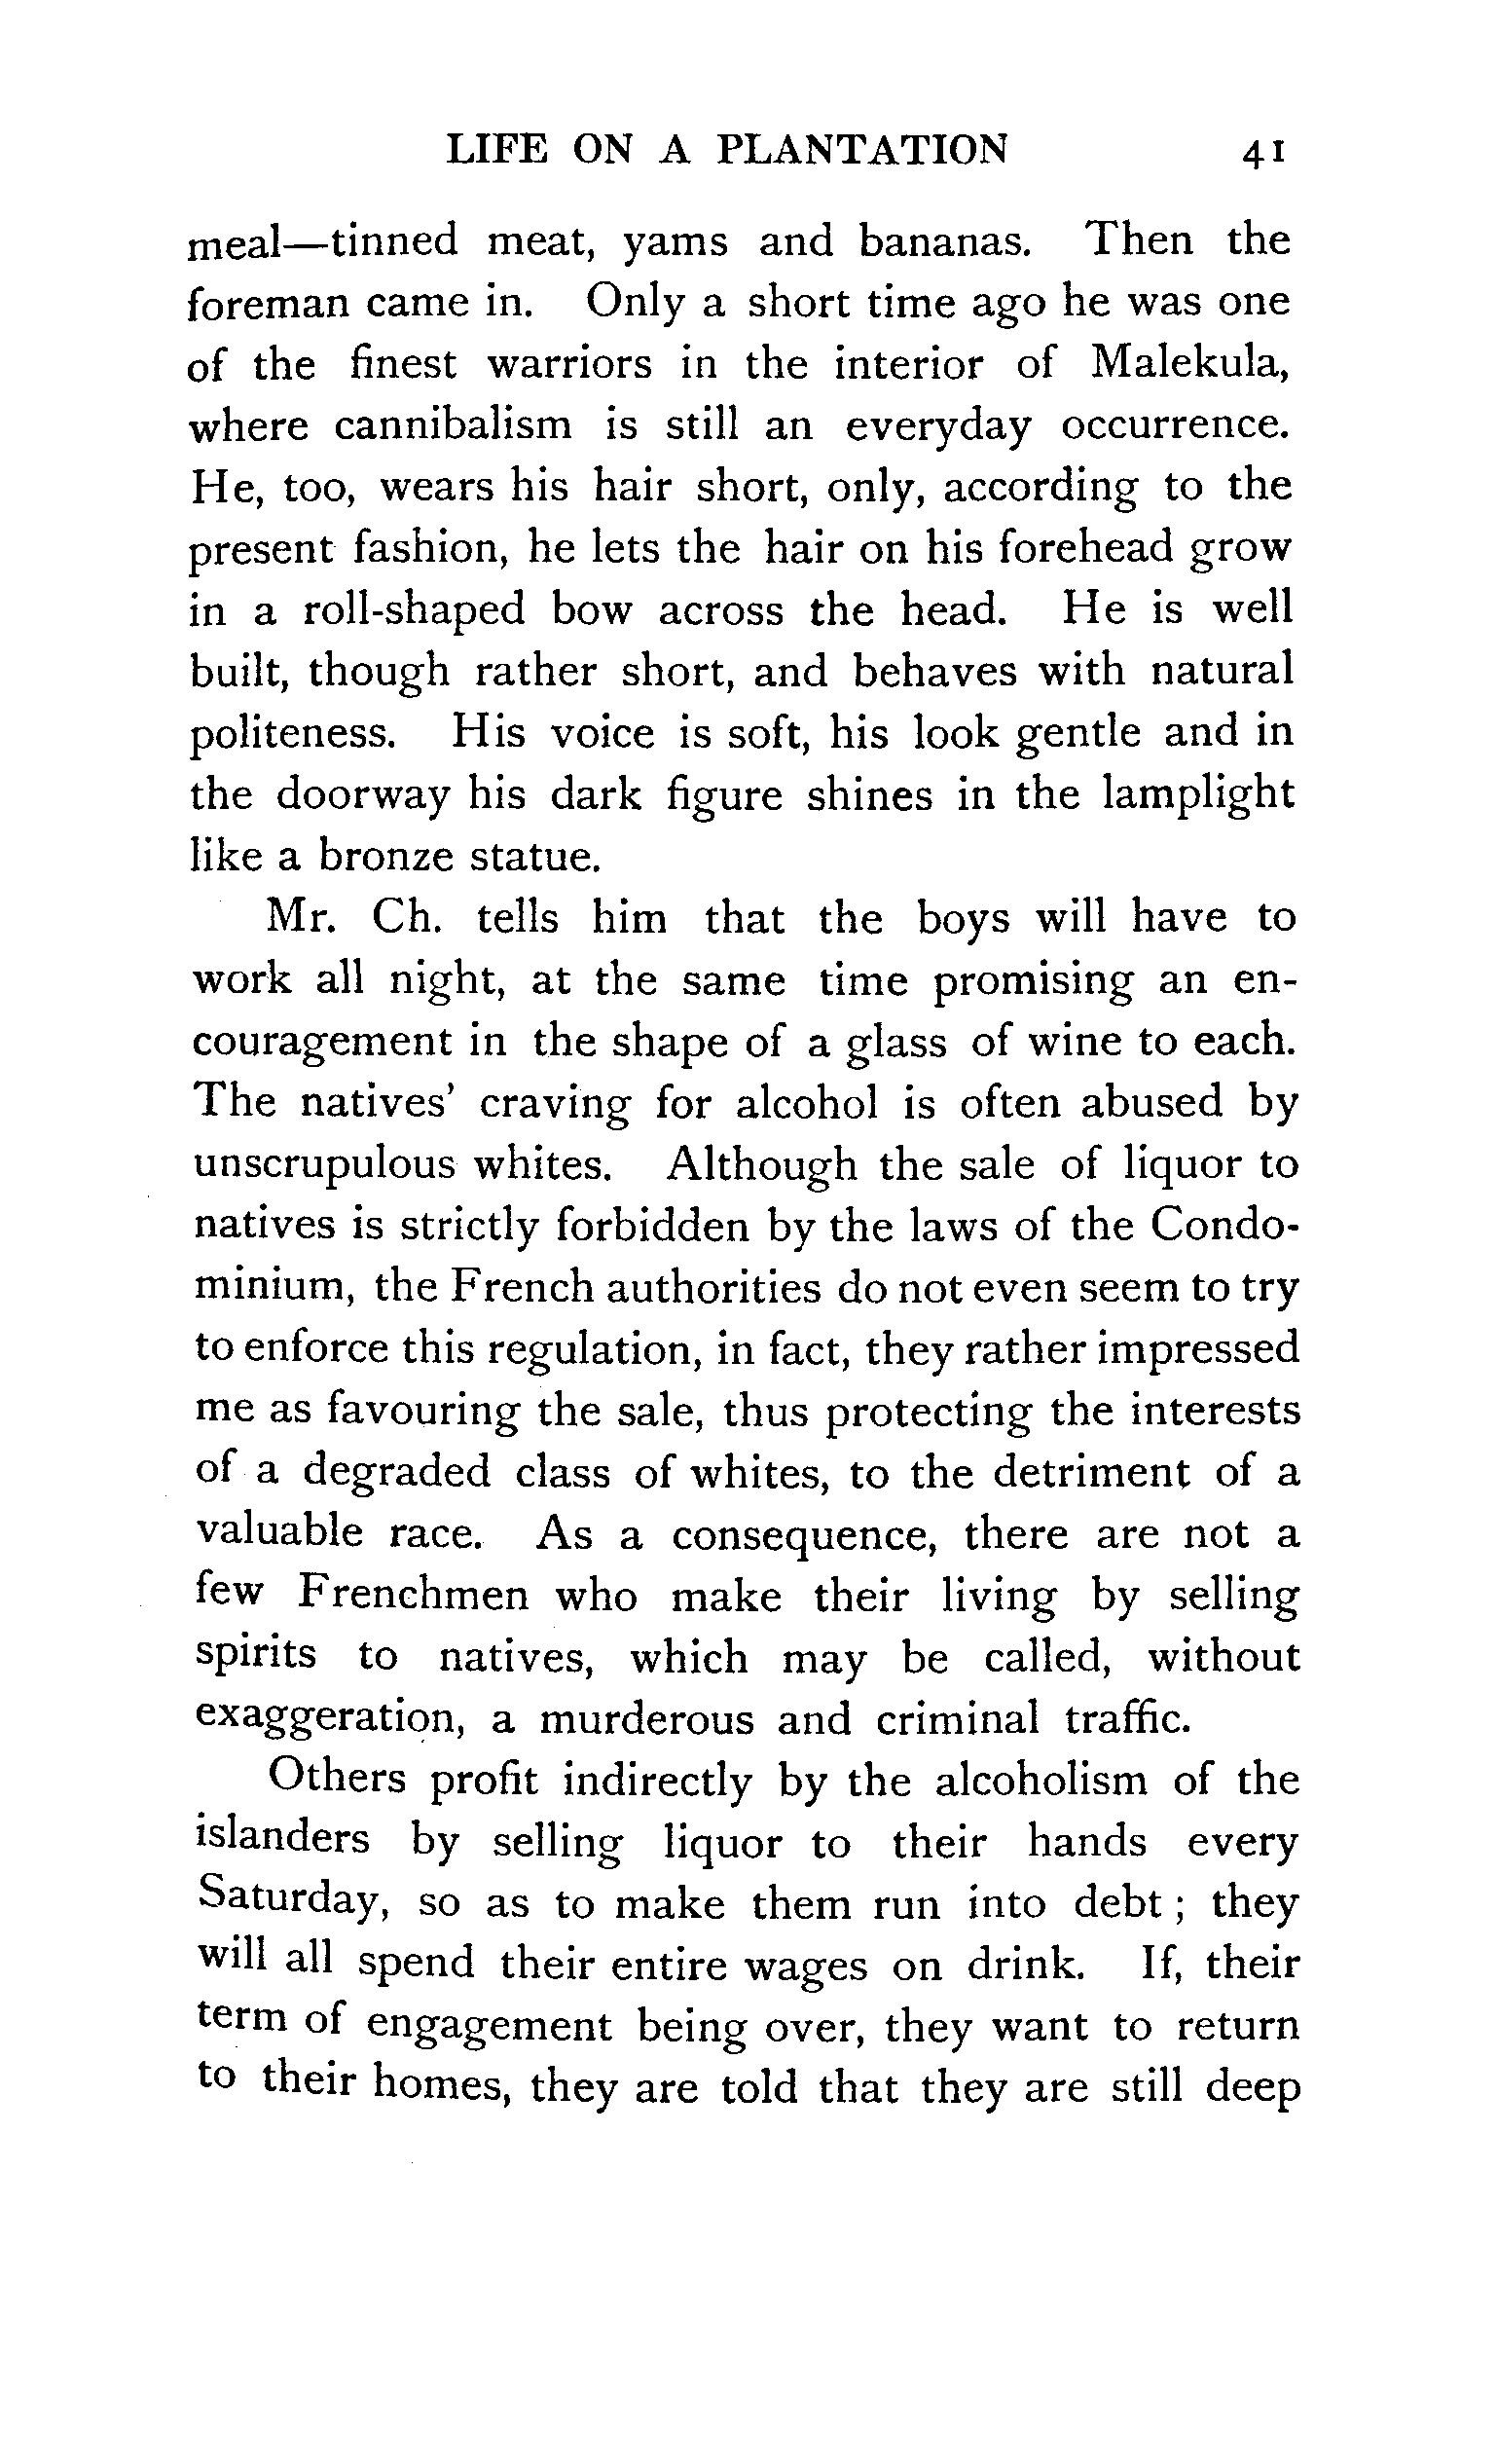 LIFE ON A PLANTATION 41
meal—tinned meat, yams and bananas. Then the
foreman came in. Only a short time ago he was one
of the finest warriors in the interior of Malekula,
where cannibalism is still an everyday occurrence.
He, too, wears his hair short, only, according to the
present fashion, he lets the hair on his forehead grow
in a roll-shaped bow across the head. He is well
built, though rather short, and behaves with natural
politeness. His voice is soft, his look gentle and in
the doorway his dark figure shines in the lamplight
like a bronze statue.
Mr. Ch. tells him that the boys will have to
work all night, at the same time promising an en-
couragement in the shape of a glass of wine to each.
The natives' craving for alcohol is often abused by
unscrupulous whites. Although the sale of liquor to
natives is strictly forbidden by the laws of the Condo-
minium, the French authorities do not even seem to try
to enforce this regulation, in fact, they rather impressed
me as favouring the sale, thus protecting the interests
of a degraded class of whites, to the detriment of a
valuable race. As a consequence, there are not a
few Frenchmen who make their living by selling
spirits to natives, which may be called, without
exaggeration, a murderous and criminal traffic.
Others profit indirectly by the alcoholism of the
islanders by selling liquor to their hands every
Saturday, so as to make them run into debt ; they
will all spend their entire wages on drink. If, their
term of engagement being over, they want to return
to their homes, they are told that they are still deep